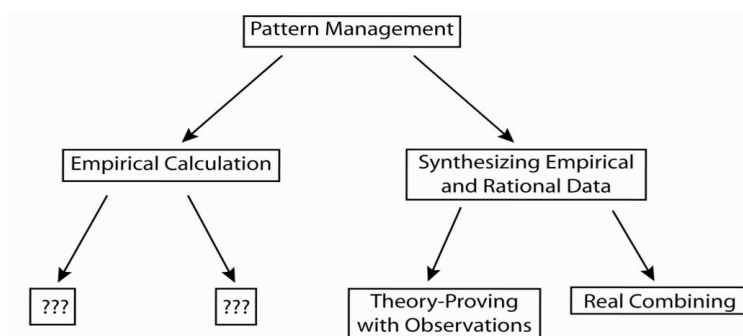 Pattern Management
Empirical Calculation
Synthesizing Empirical
and Rational Data
???
???
Theory-Proving
with Observations
Real Combining